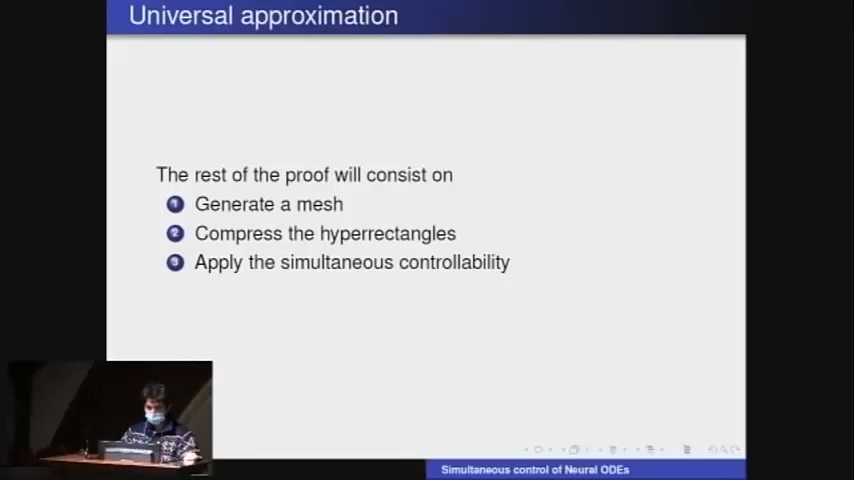 Universal approximation
The rest of the proof will consist on
1 Generate a mesh
2 Compress the hyperrectangles
3 Apply the simultaneous controllability
Simultaneous control of Neural ODEs